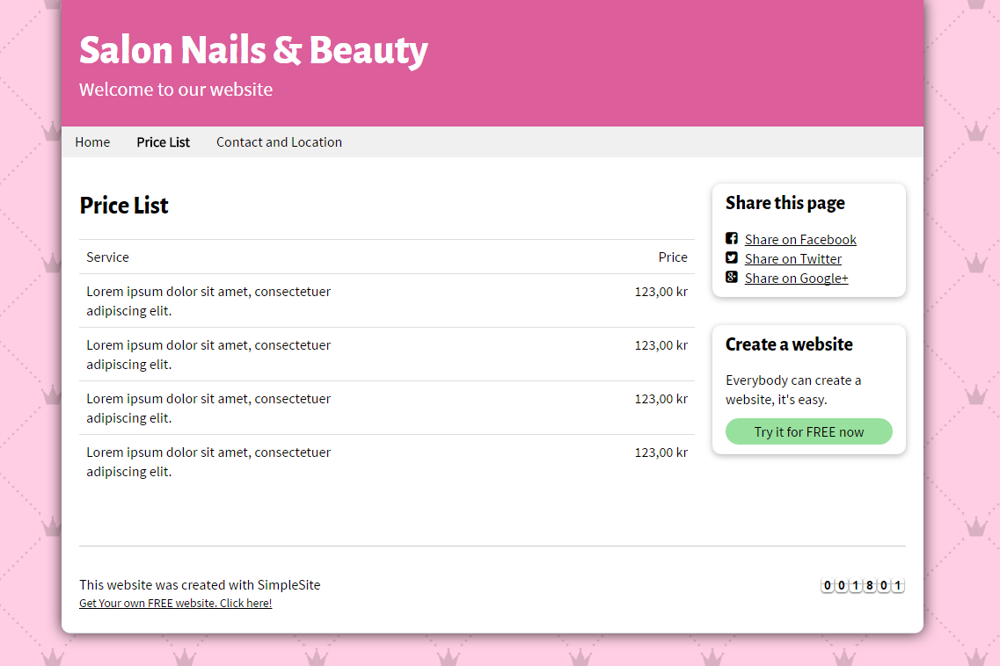 Salon Nails & Beauty
Welcome to our website
Home Price List Contact and Location
Price List
Service Price
Lorem ipsum dolor sit amet, consectetuer 123,00 kr
adipiscing elit.
Lorem ipsum dolor sit amet, consectetuer 123,00 kr
adipiscing elit.
Lorem ipsum dolor sit amet, consectetuer 123,00 kr
adipiscing elit.
Lorem ipsum dolor sit amet, consectetuer 123,00 kr
adipiscing elit.
Share this page
Share on Facebook
Share on Twitter
Share on Google+
Create a website
Everybody can create a
website, it's easy.
Try it for FREE now
This website was created with SimpleSite
Get Your own FREE website. Click here!
001801